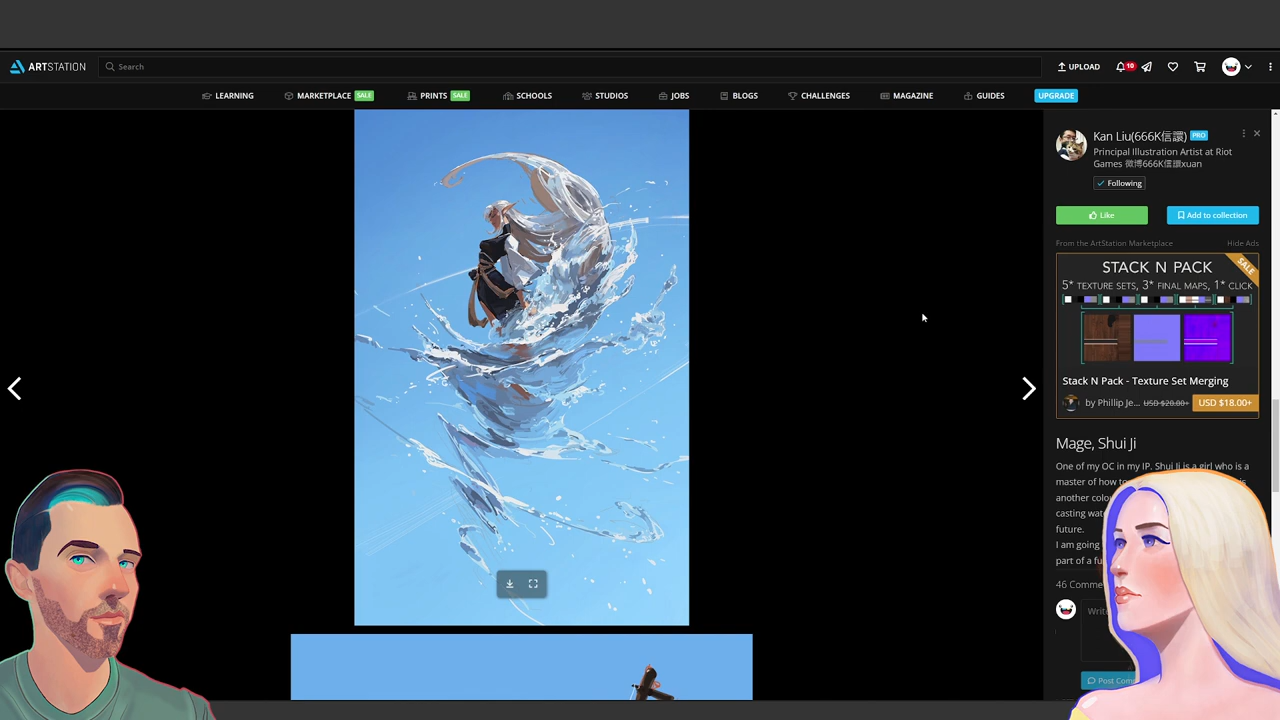 ARTSTATION
Search
UPLOAD
10
LEARNING
MARKETPLACE SALE
PRINTS SALE
SCHOOLS
STUDIOS
JOBS
BLOGS
CHALLENGES
MAGAZINE
GUIDES
UPGRADE
Kan Liu(666K信譞) PRO
Principal Illustration Artist at Riot
Games 微博666K信譞xuan
Following
Like
Add to collection
From the ArtStation Marketplace
Hide Ads
SALE
STACK N PACK
5* TEXTURE SETS, 3* FINAL MAPS, 1* CLICK
Stack N Pack - Texture Set Merging
by Phillip Je... USD $20.00+ USD $18.00+
Mage, Shui Ji
One of my OC in my IP. Shui Ji is a girl who is a
master of how to
another colo
casting wat
future.
I am going
part of a fu
46 Comme
Write
Post Com